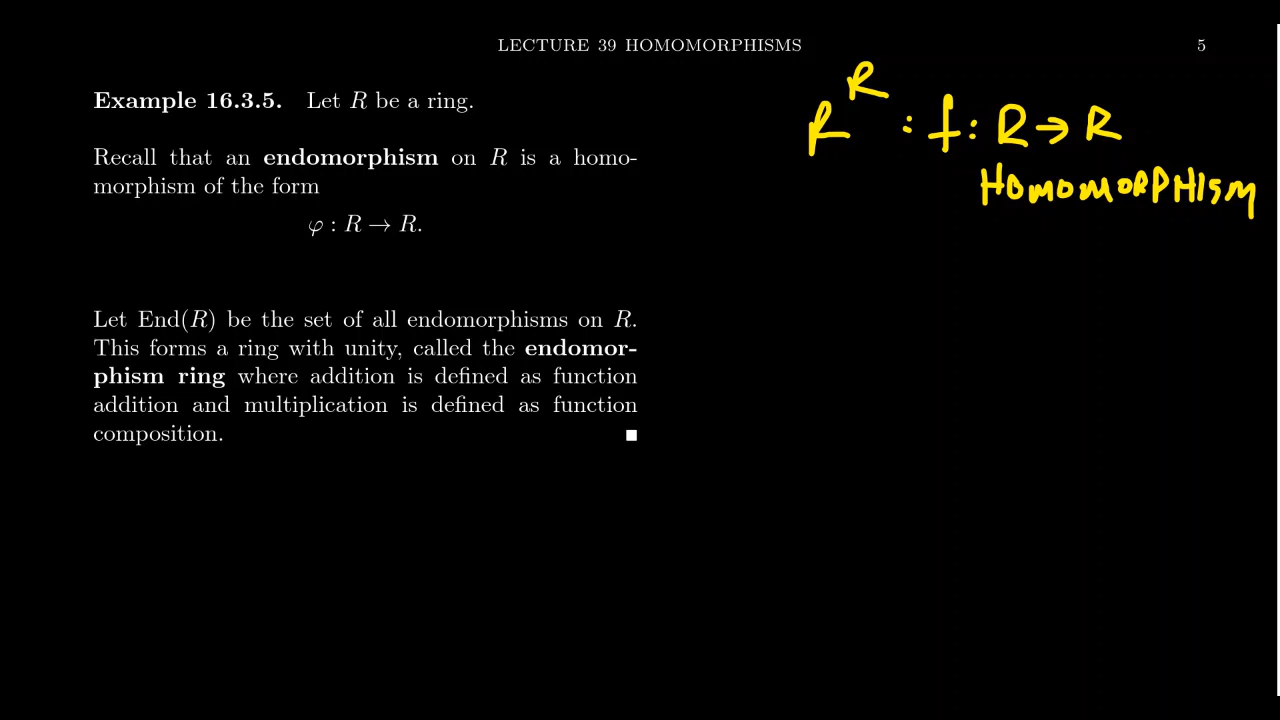 LECTURE 39 HOMOMORPHISMS 5
Example 16.3.5. Let R be a ring.
Recall that an endomorphism on R is a homo-
morphism of the form
φ : R → R.
Let End(R) be the set of all endomorphisms on R.
This forms a ring with unity, called the endomor-
phism ring where addition is defined as function
addition and multiplication is defined as function
composition. ■
R^R : f : R → R
HOMOMORPHISM